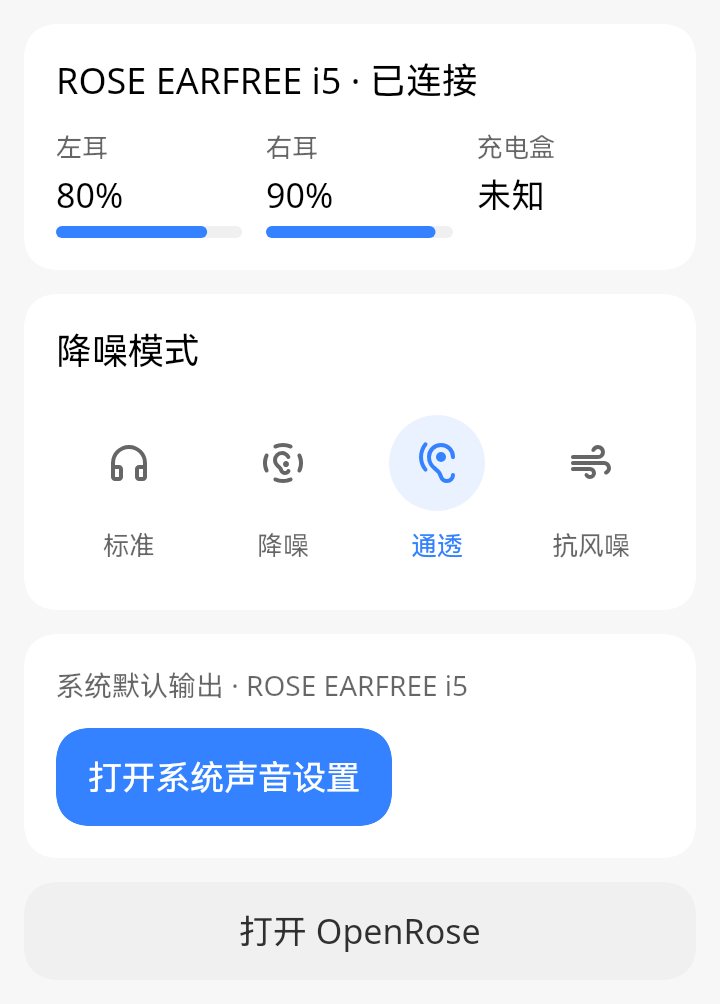 ROSE EARFREE i5 · 已连接
左耳 右耳 充电盒
80% 90% 未知
降噪模式
标准 降噪 通透 抗风噪
系统默认输出 · ROSE EARFREE i5
打开系统声音设置
打开 OpenRose